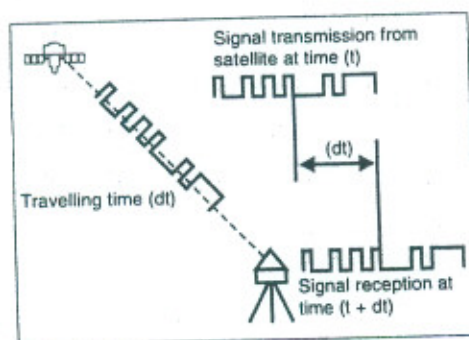 Signal transmission from
satellite at time (t)
(dt)
Travelling time (dt)
Signal reception at
time (t + dt)